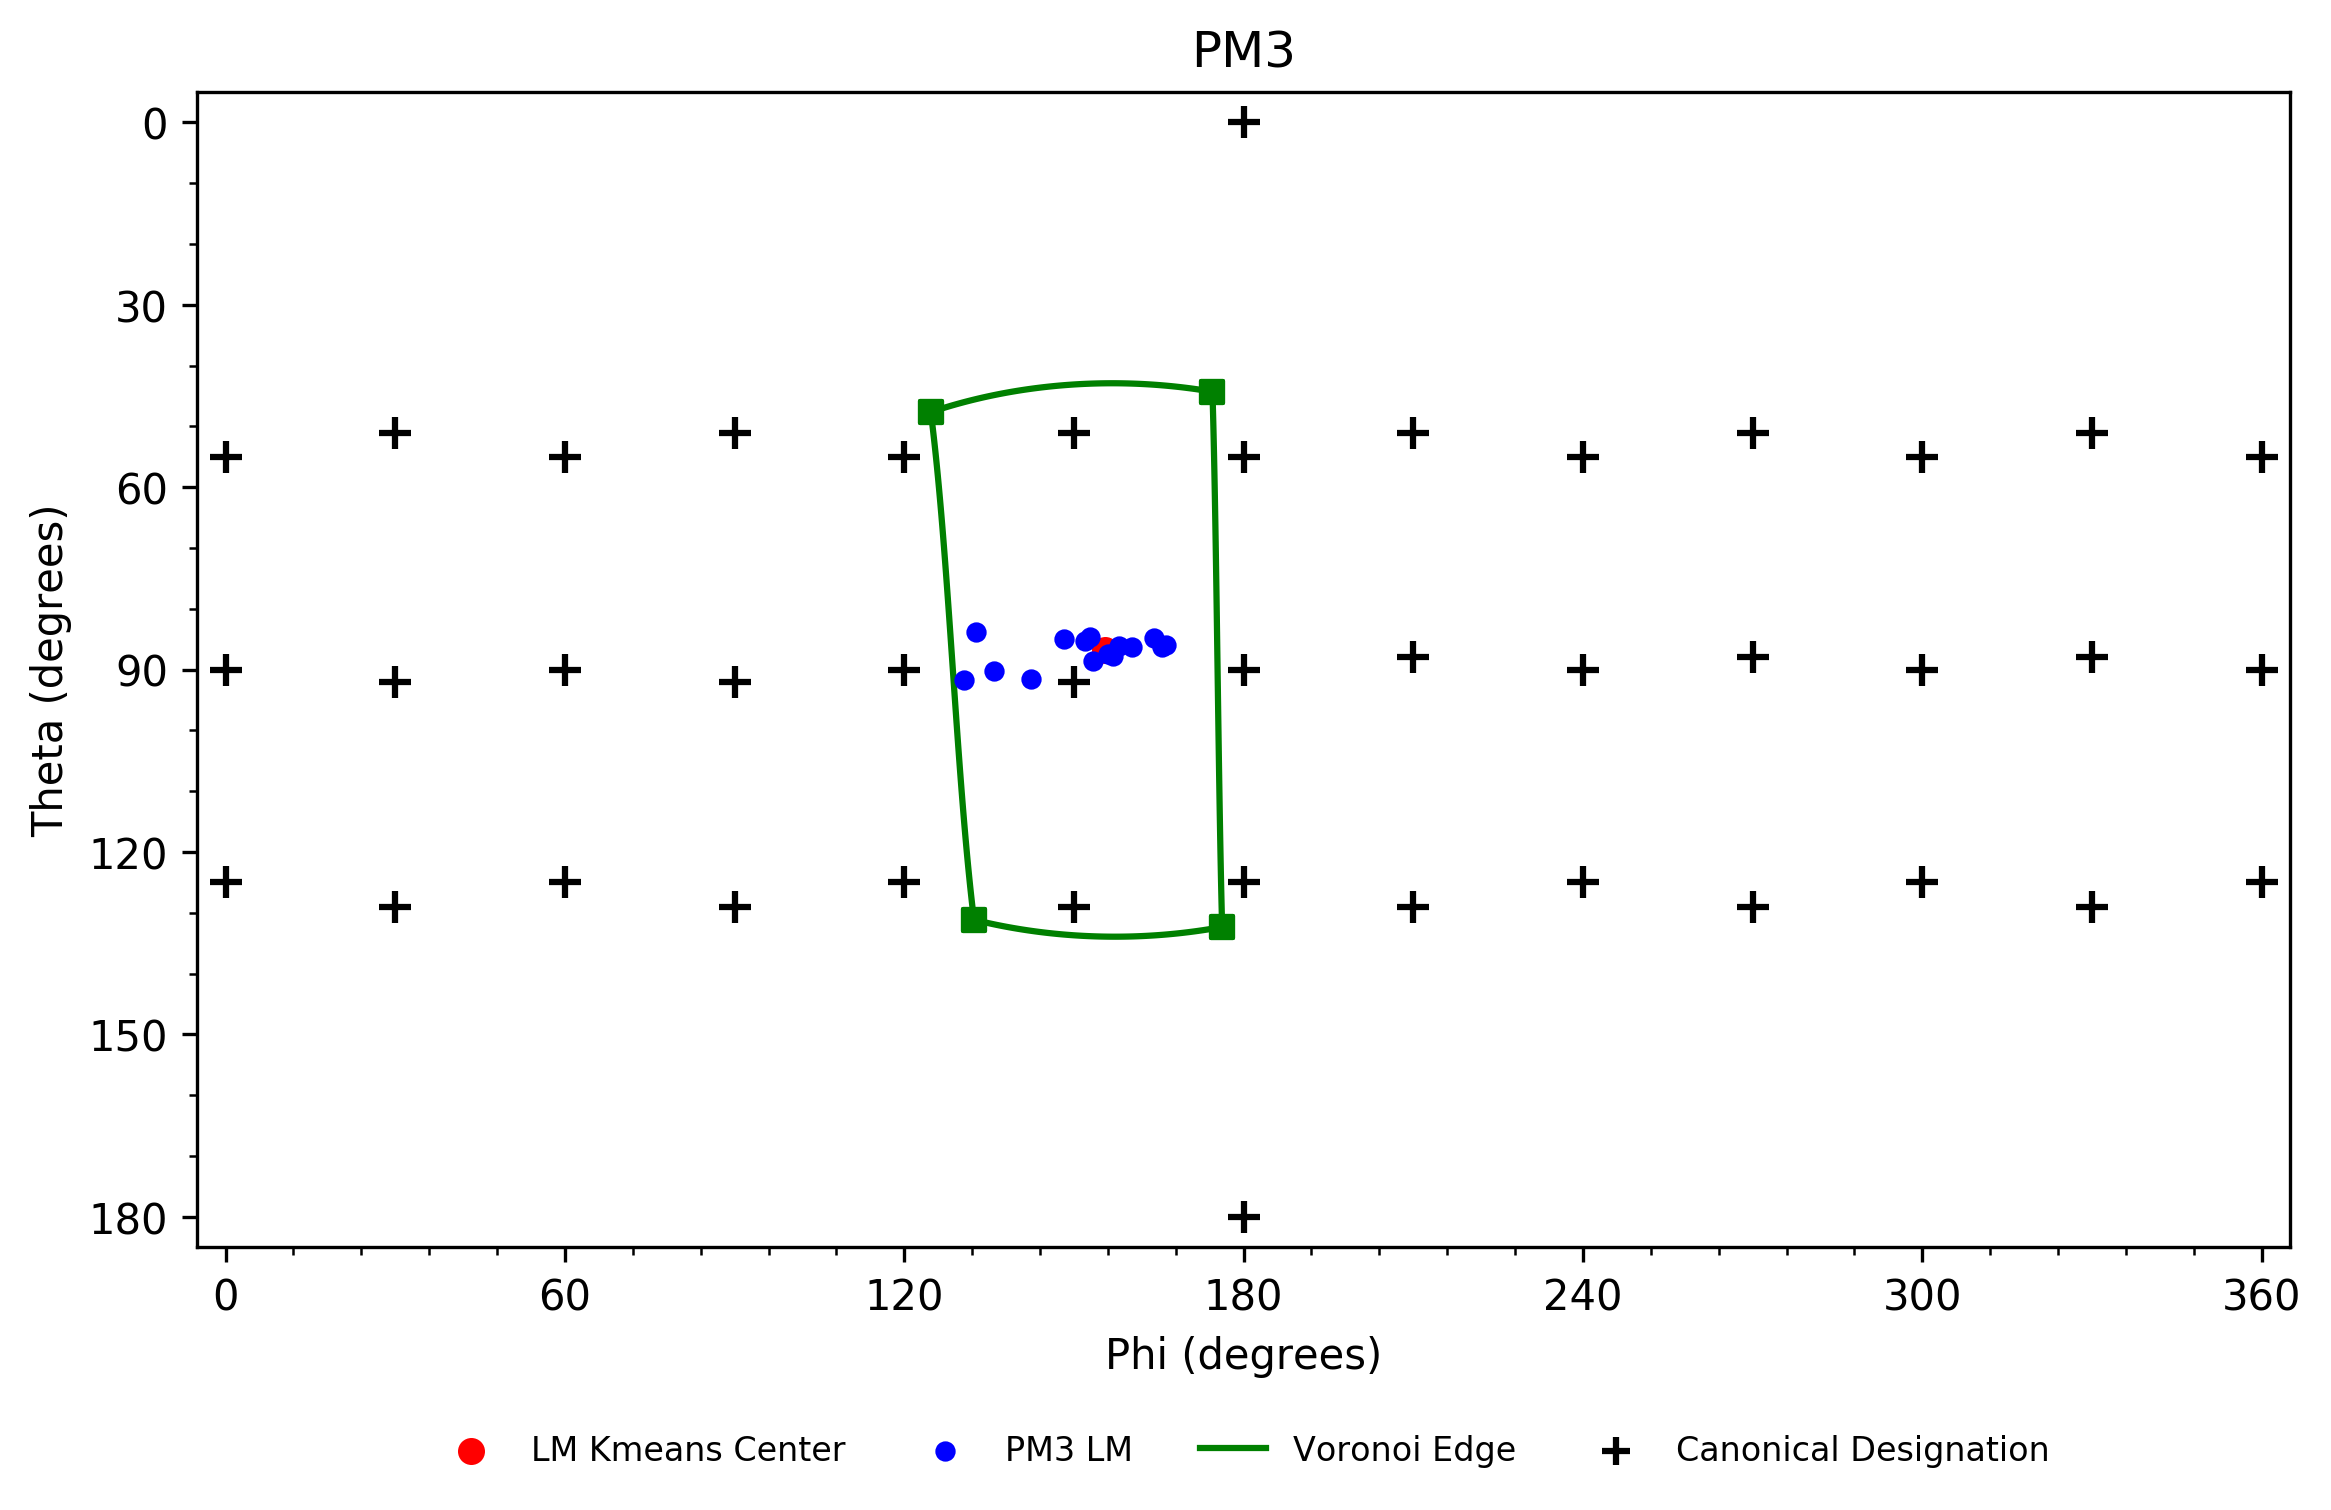 PM3
0
30
60
90
120
150
180
Theta (degrees)
0 60 120 180 240 300 360
Phi (degrees)
LM Kmeans Center PM3 LM Voronoi Edge Canonical Designation